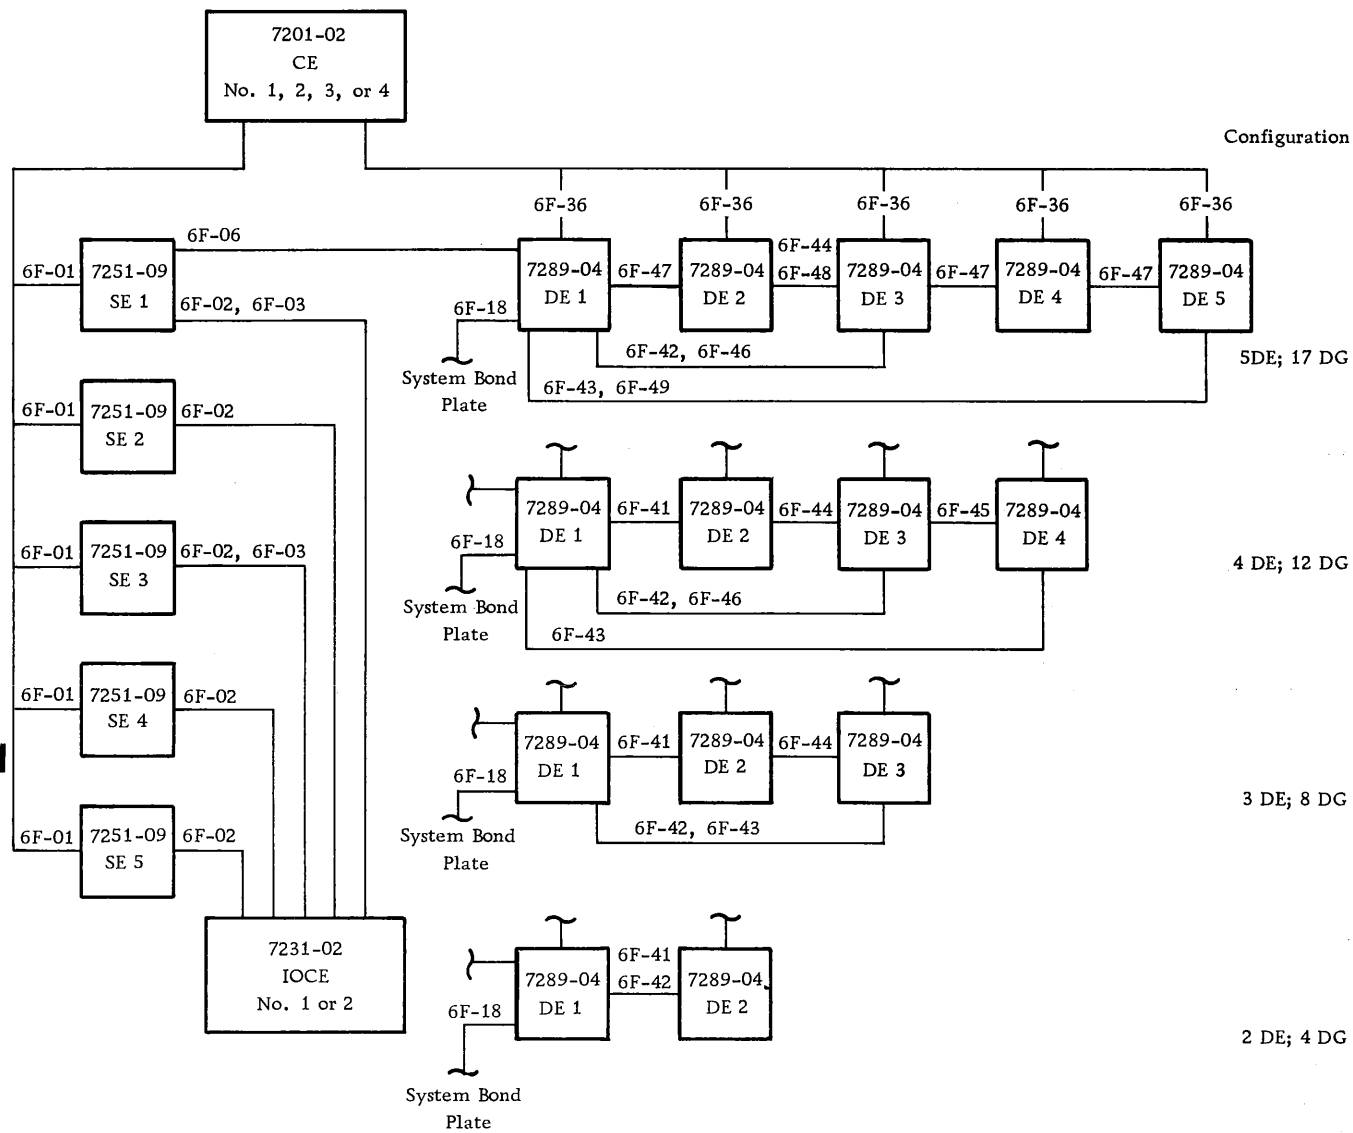 7201-02
CE
No. 1, 2, 3, or 4
Configuration
6F-36
6F-36
6F-36
6F-36
6F-36
6F-01
7251-09
SE 1
6F-06
6F-02, 6F-03
6F-18
System Bond
Plate
7289-04
DE 1
6F-47
7289-04
DE 2
6F-44
6F-48
7289-04
DE 3
6F-47
7289-04
DE 4
6F-47
7289-04
DE 5
6F-42, 6F-46
6F-43, 6F-49
5DE; 17 DG
6F-01
7251-09
SE 2
6F-02
6F-18
System Bond
Plate
7289-04
DE 1
6F-41
7289-04
DE 2
6F-44
7289-04
DE 3
6F-45
7289-04
DE 4
6F-42, 6F-46
6F-43
4 DE; 12 DG
6F-01
7251-09
SE 3
6F-02, 6F-03
6F-01
7251-09
SE 4
6F-02
6F-18
System Bond
Plate
7289-04
DE 1
6F-41
7289-04
DE 2
6F-44
7289-04
DE 3
6F-42, 6F-43
3 DE; 8 DG
6F-01
7251-09
SE 5
6F-02
7231-02
IOCE
No. 1 or 2
6F-18
System Bond
Plate
7289-04
DE 1
6F-41
6F-42
7289-04
DE 2
2 DE; 4 DG